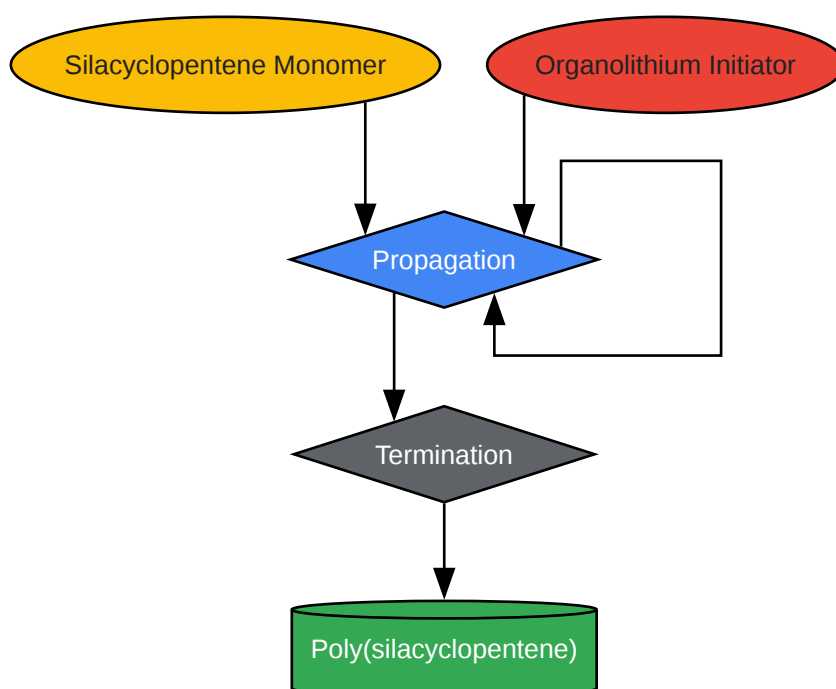 Silacyclopentene Monomer
Organolithium Initiator
Propagation
Termination
Poly(silacyclopentene)